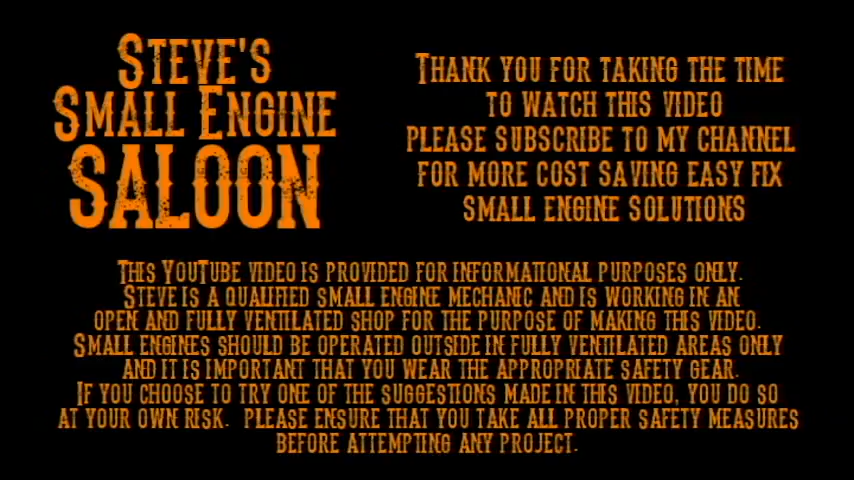 Steve's
Small Engine
SALOON
Thank you for taking the time
to watch this video
please subscribe to my channel
for more cost saving easy fix
small engine solutions
This YouTube video is provided for informational purposes only.
Steve is a qualified small engine mechanic and is working in an
open and fully ventilated shop for the purpose of making this video.
Small engines should be operated outside in fully ventilated areas only
and it is important that you wear the appropriate safety gear.
If you choose to try one of the suggestions made in this video, you do so
at your own risk. Please ensure that you take all proper safety measures
before attempting any project.